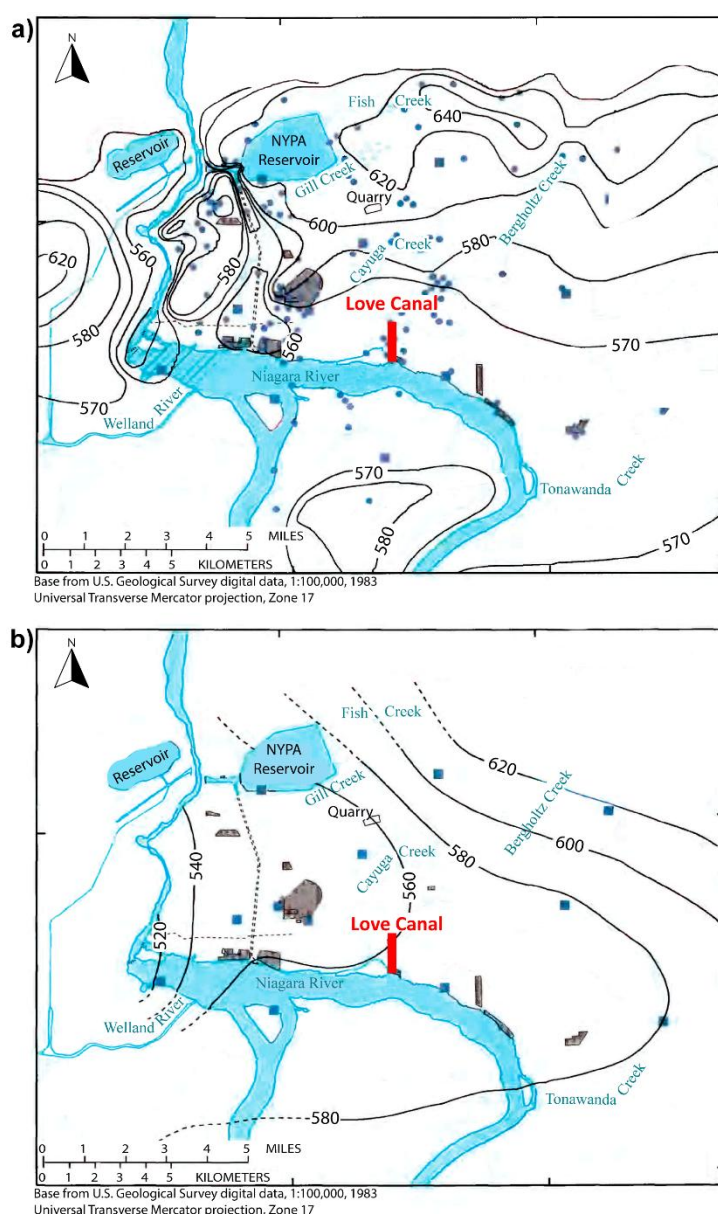 a)
N
Fish Creek
640
NYPA
Reservoir
Reservoir
620
Gill Creek
Quarry
Bergholtz Creek
600
560
620
580
Cayuga Creek
580
Love Canal
580
560
570
Niagara River
570
Welland River
570
580
Tonawanda Creek
570
0 1 2 3 4 5 MILES
0 1 2 3 4 5 KILOMETERS
Base from U.S. Geological Survey digital data, 1:100,000, 1983
Universal Transverse Mercator projection, Zone 17
b)
N
Fish Creek
620
NYPA
Reservoir
Reservoir
Gill Creek
Bergholtz Creek
Quarry
600
540
Cayuga Creek
580
560
Love Canal
520
Niagara River
Welland River
Tonawanda Creek
580
0 1 2 3 4 5 MILES
0 1 2 3 4 5 KILOMETERS
Base from U.S. Geological Survey digital data, 1:100,000, 1983
Universal Transverse Mercator projection, Zone 17